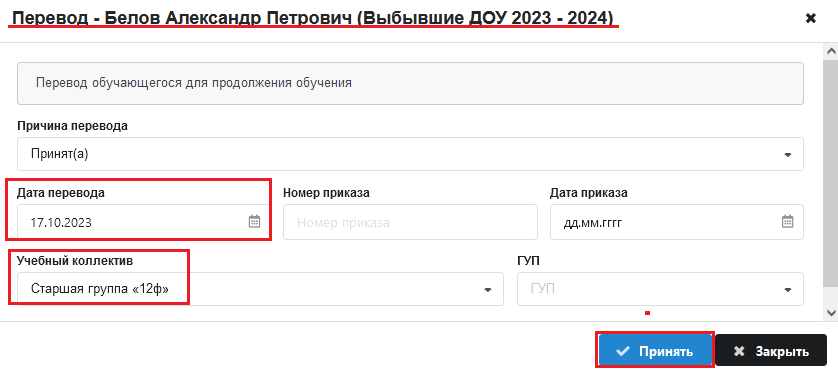 Перевод - Белов Александр Петрович (Выбывшие ДОУ 2023 - 2024)
Перевод обучающегося для продолжения обучения
Причина перевода
Принят(а)
Дата перевода Номер приказа Дата приказа
17.10.2023 Номер приказа дд.мм.гггг
Учебный коллектив ГУП
Старшая группа «12ф» ГУП
Принять Закрыть